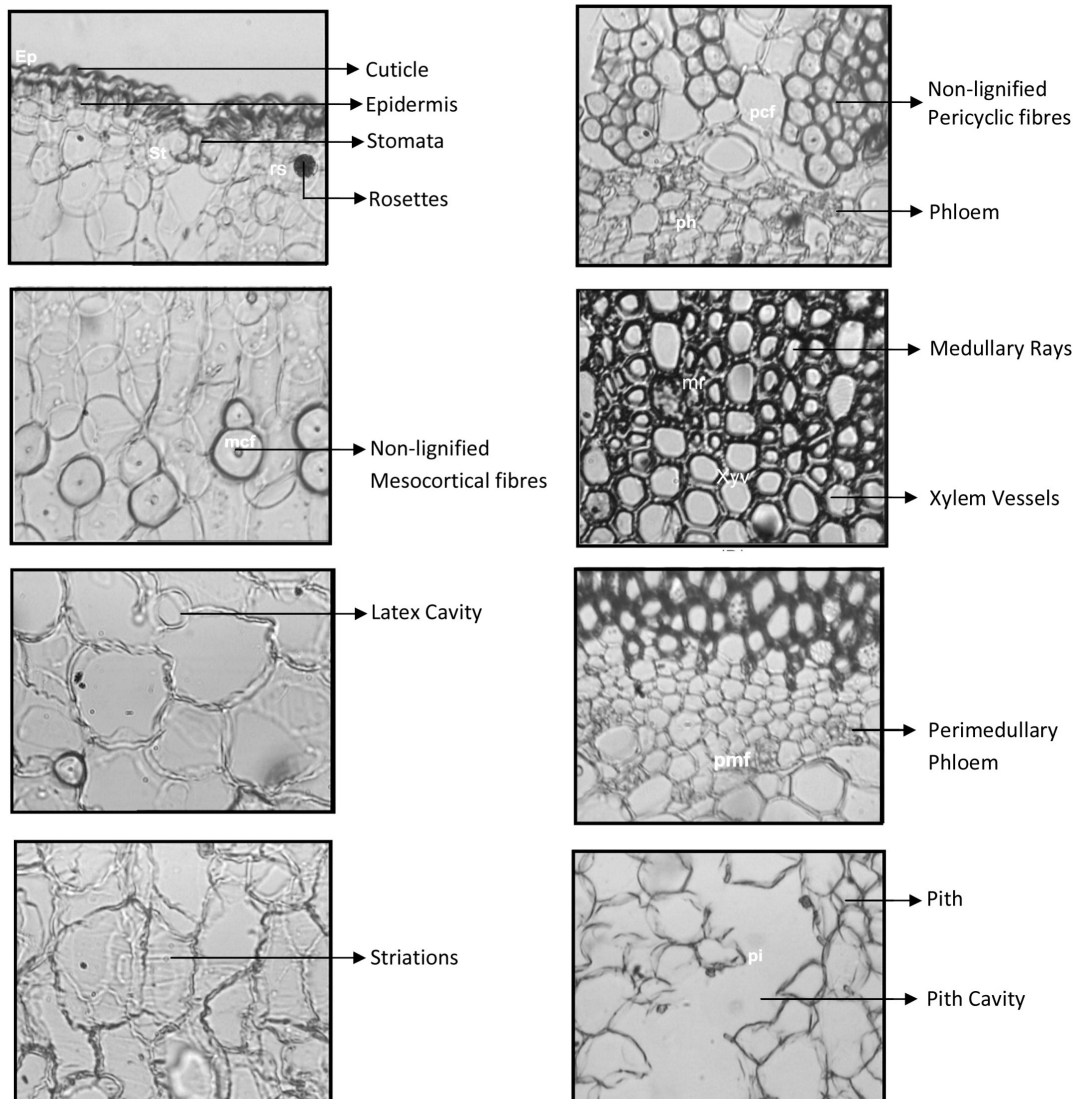 Ep
Cuticle
Epidermis
Stomata
St
rs
Rosettes
pcf
Non-lignified
Pericyclic fibres
ph
Phloem
mcf
Non-lignified
Mesocortical fibres
mr
Medullary Rays
Xyv
Xylem Vessels
Latex Cavity
pmf
Perimedullary
Phloem
Striations
pi
Pith
Pith Cavity